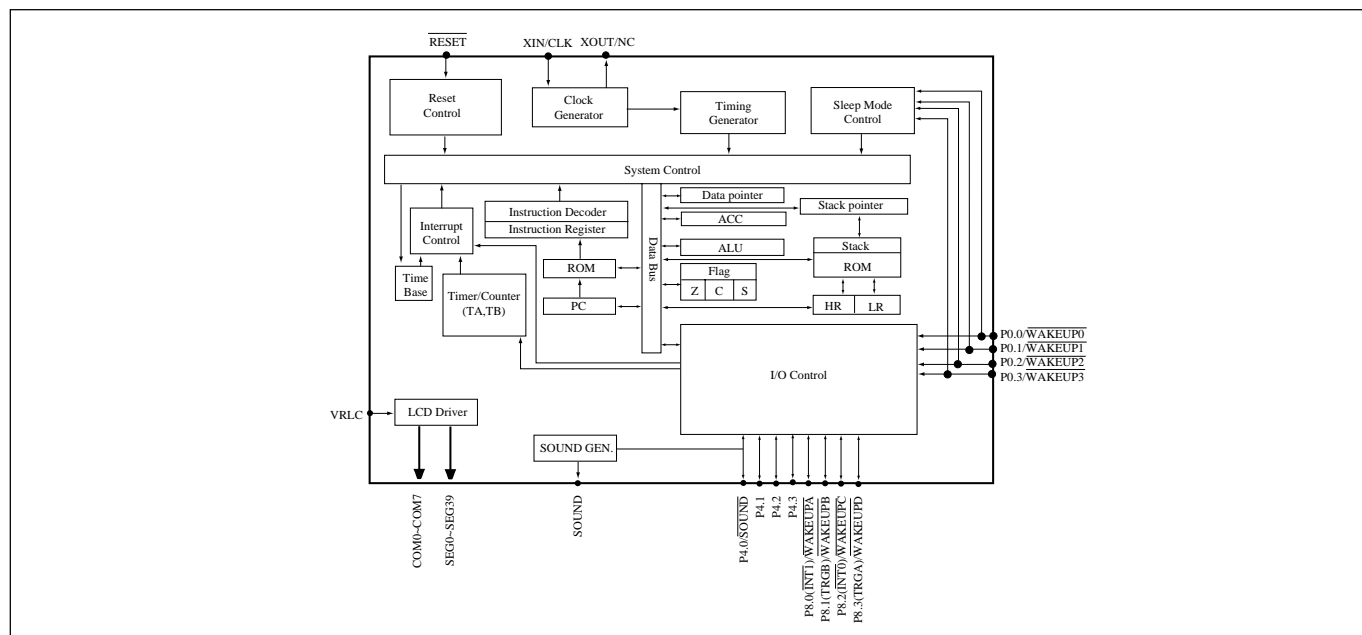 RESET
XIN/CLK
XOUT/NC
Reset
Control
Clock
Generator
Timing
Generator
Sleep Mode
Control
System Control
Data pointer
Stack pointer
Instruction Decoder
Instruction Register
Interrupt
Control
ACC
Data Bus
ALU
Stack
ROM
ROM
Flag
Z C S
Time
Base
Timer/Counter
(TA,TB)
PC
HR LR
P0.0/WAKEUP0
P0.1/WAKEUP1
P0.2/WAKEUP2
P0.3/WAKEUP3
I/O Control
VRLC
LCD Driver
SOUND GEN.
COM0~COM7
SEG0~SEG39
SOUND
P4.0/SOUND
P4.1
P4.2
P4.3
P8.0(INT1)/WAKEUPA
P8.1(TRGB)/WAKEUPB
P8.2(INT0)/WAKEUPC
P8.3(TRGA)/WAKEUPD